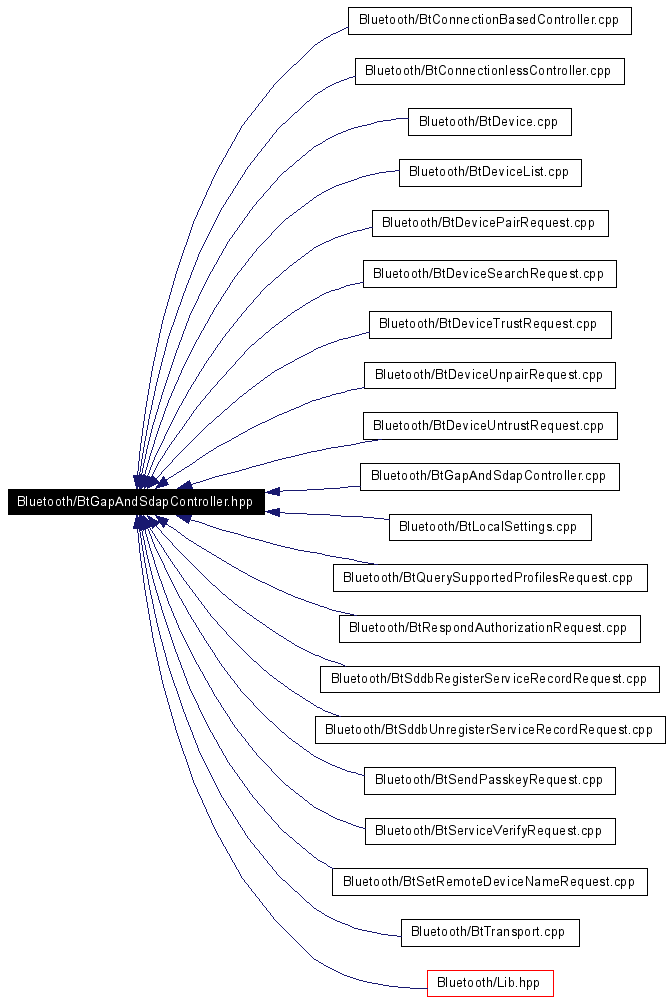 Bluetooth/BtConnectionBasedController.cpp
Bluetooth/BtConnectionlessController.cpp
Bluetooth/BtDevice.cpp
Bluetooth/BtDeviceList.cpp
Bluetooth/BtDevicePairRequest.cpp
Bluetooth/BtDeviceSearchRequest.cpp
Bluetooth/BtDeviceTrustRequest.cpp
Bluetooth/BtDeviceUnpairRequest.cpp
Bluetooth/BtDeviceUntrustRequest.cpp
Bluetooth/BtGapAndSdapController.cpp
Bluetooth/BtGapAndSdapController.hpp
Bluetooth/BtLocalSettings.cpp
Bluetooth/BtQuerySupportedProfilesRequest.cpp
Bluetooth/BtRespondAuthorizationRequest.cpp
Bluetooth/BtSddbRegisterServiceRecordRequest.cpp
Bluetooth/BtSddbUnregisterServiceRecordRequest.cpp
Bluetooth/BtSendPasskeyRequest.cpp
Bluetooth/BtServiceVerifyRequest.cpp
Bluetooth/BtSetRemoteDeviceNameRequest.cpp
Bluetooth/BtTransport.cpp
Bluetooth/Lib.hpp